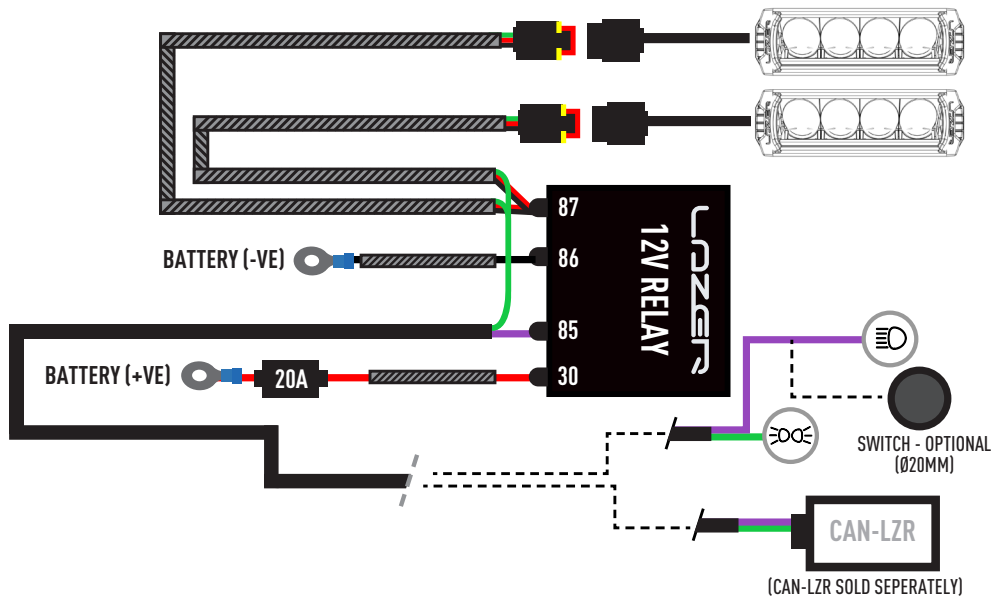 87
BATTERY (-VE)
86
LAZER
12V RELAY
85
BATTERY (+VE)
20A
30
SWITCH - OPTIONAL
(Ø20MM)
CAN-LZR
(CAN-LZR SOLD SEPERATELY)